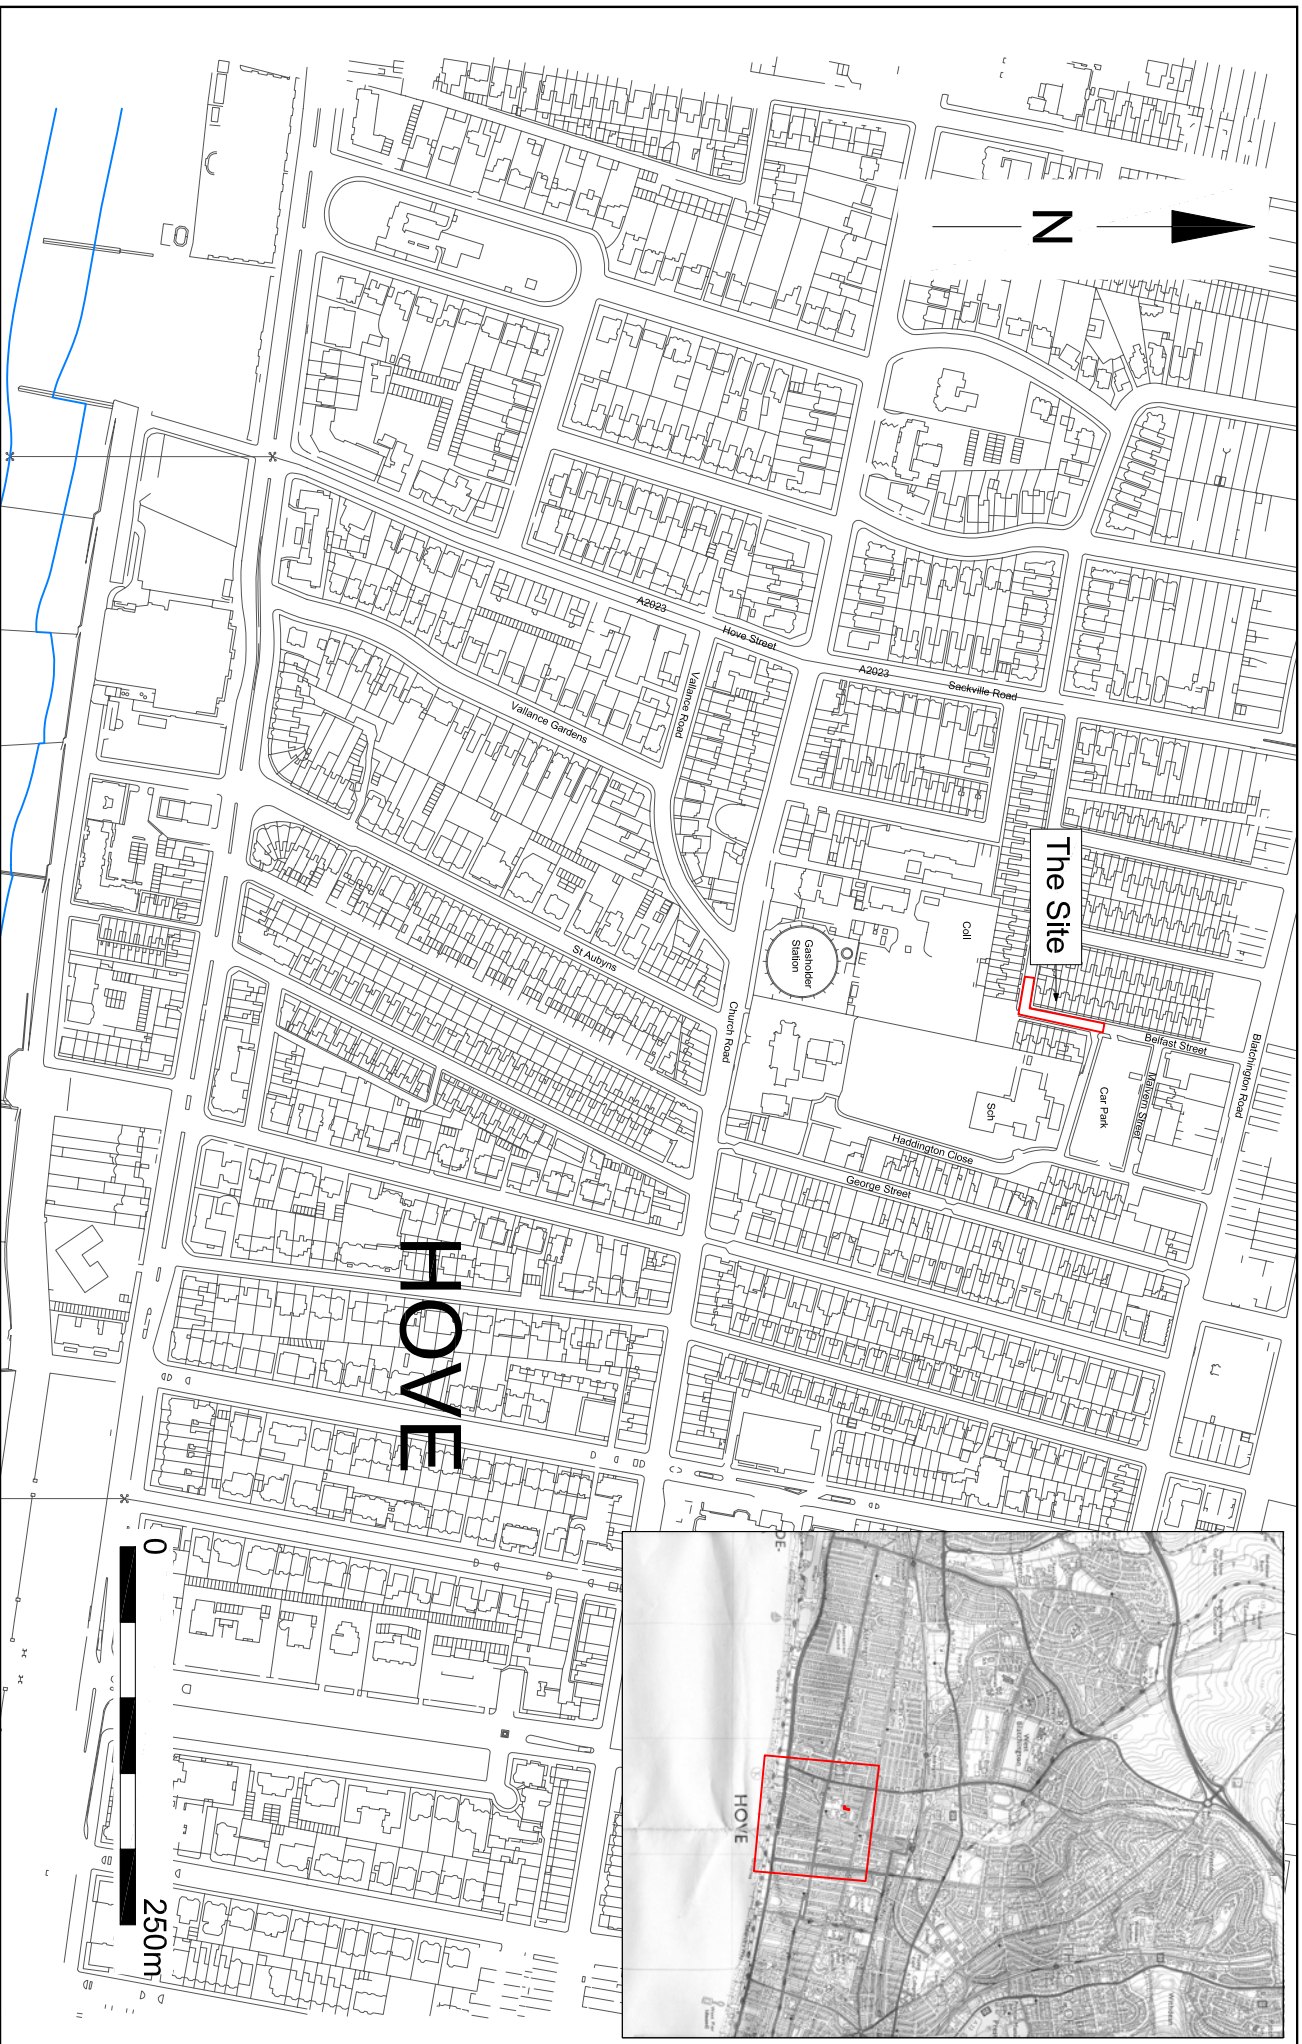 N
The Site
Blatchington Road
Belfast Street
Malvern Street
Car Park
Sch
Coll
Haddington Close
George Street
Gasholder
Station
Church Road
A2023
Sackville Road
Hove Street
A2023
Vallance Road
Vallance Gardens
St Aubyns
HOVE
0
250m
HOVE